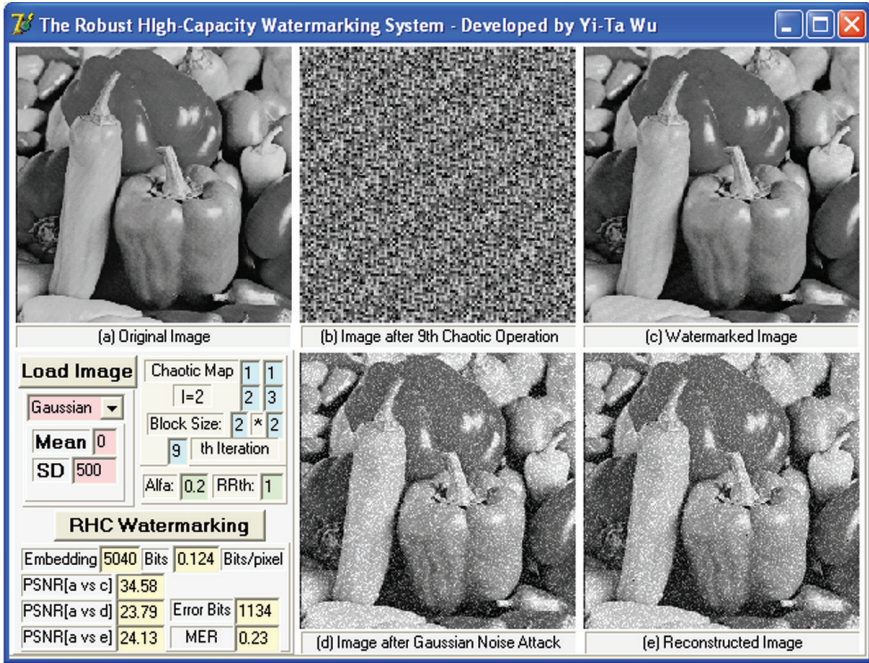 The Robust HIgh-Capacity Watermarking System - Developed by Yi-Ta Wu
(a) Original Image
(b) Image after 9th Chaotic Operation
(c) Watermarked Image
Load Image
Gaussian
Mean 0
SD 500
Chaotic Map 1 1
l=2 2 3
Block Size: 2 * 2
9 th Iteration
Alfa: 0.2 RRth: 1
RHC Watermarking
Embedding 5040 Bits 0.124 Bits/pixel
PSNR[a vs c] 34.58
PSNR[a vs d] 23.79 Error Bits 1134
PSNR[a vs e] 24.13 MER 0.23
(d) Image after Gaussian Noise Attack
(e) Reconstructed Image